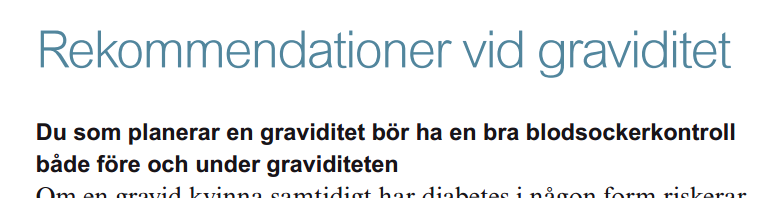 Rekommendationer vid graviditet
Du som planerar en graviditet bör ha en bra blodsockerkontroll
både före och under graviditeten
Om en gravid kvinna samtidigt har diabetes i någon form riskerar